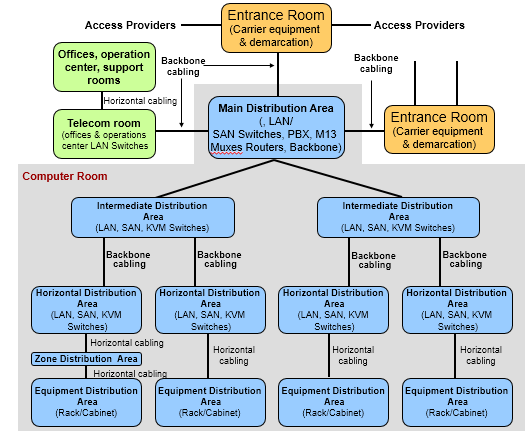 Access Providers
Entrance Room
(Carrier equipment
& demarcation)
Access Providers
Offices, operation
center, support
rooms
Backbone
cabling
Backbone
cabling
Horizontal cabling
Telecom room
(offices & operations
center LAN Switches
Main Distribution Area
(, LAN/
SAN Switches, PBX, M13
Muxes Routers, Backbone)
Entrance Room
(Carrier equipment
& demarcation)
Computer Room
Intermediate Distribution
Area
(LAN, SAN, KVM Switches)
Intermediate Distribution
Area
(LAN, SAN, KVM Switches)
Backbone
cabling
Backbone
cabling
Backbone
cabling
Backbone
cabling
Horizontal Distribution
Area
(LAN, SAN, KVM
Switches)
Horizontal Distribution
Area
(LAN, SAN, KVM
Switches)
Horizontal Distribution
Area
(LAN, SAN, KVM
Switches)
Horizontal Distribution
Area
(LAN, SAN, KVM
Switches)
Horizontal cabling
Zone Distribution Area
Horizontal cabling
Horizontal
cabling
Horizontal
cabling
Horizontal
cabling
Equipment Distribution
Area
(Rack/Cabinet)
Equipment Distribution
Area
(Rack/Cabinet)
Equipment Distribution
Area
(Rack/Cabinet)
Equipment Distribution
Area
(Rack/Cabinet)